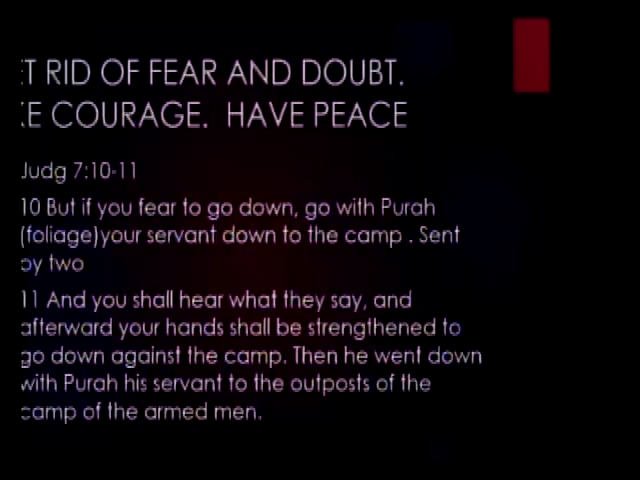 ET RID OF FEAR AND DOUBT.
KE COURAGE.  HAVE PEACE
Judg 7:10-11
10 But if you fear to go down, go with Purah
(foliage)your servant down to the camp . Sent
by two
11 And you shall hear what they say, and
afterward your hands shall be strengthened to
go down against the camp. Then he went down
with Purah his servant to the outposts of the
camp of the armed men.